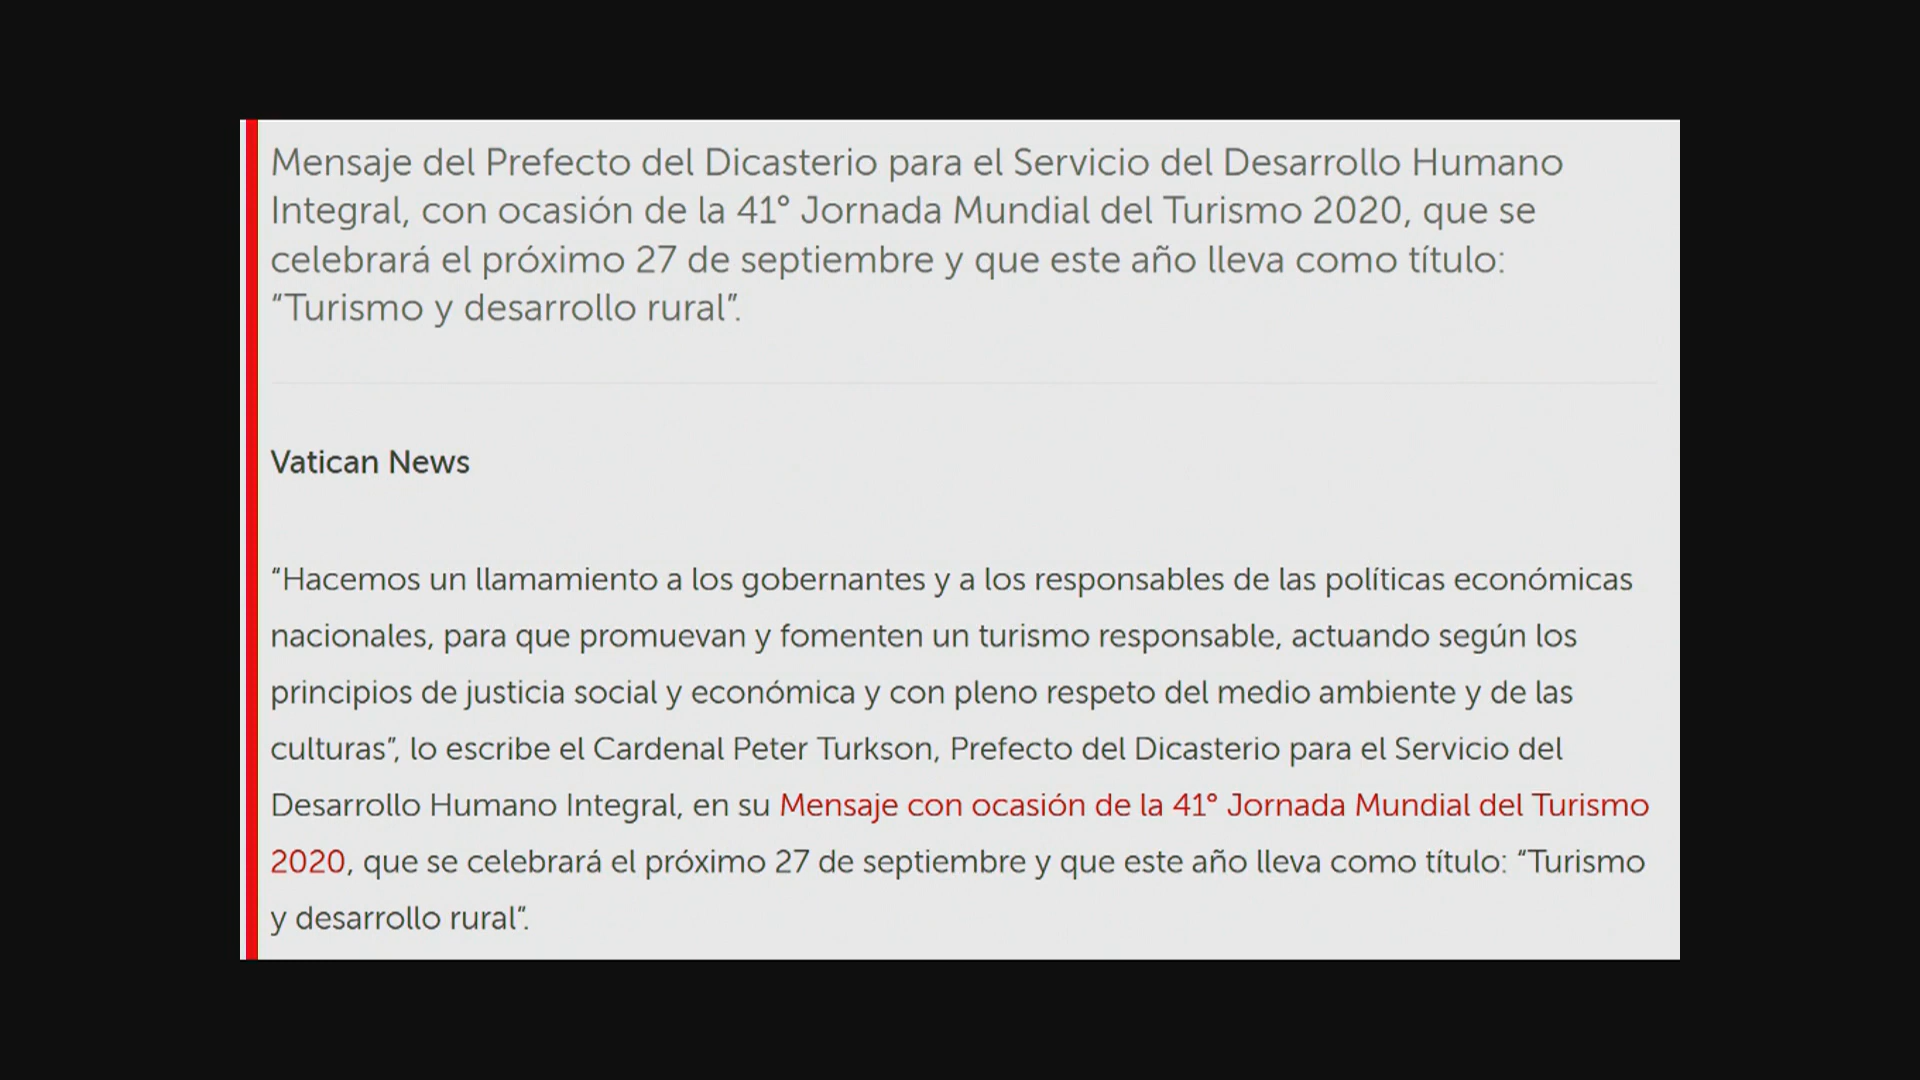 Mensaje del Prefecto del Dicasterio para el Servicio del Desarrollo Humano
Integral, con ocasión de la 41° Jornada Mundial del Turismo 2020, que se
celebrará el próximo 27 de septiembre y que este año lleva como título:
“Turismo y desarrollo rural”.
Vatican News
“Hacemos un llamamiento a los gobernantes y a los responsables de las políticas económicas
nacionales, para que promuevan y fomenten un turismo responsable, actuando según los
principios de justicia social y económica y con pleno respeto del medio ambiente y de las
culturas”, lo escribe el Cardenal Peter Turkson, Prefecto del Dicasterio para el Servicio del
Desarrollo Humano Integral, en su Mensaje con ocasión de la 41° Jornada Mundial del Turismo
2020, que se celebrará el próximo 27 de septiembre y que este año lleva como título: “Turismo
y desarrollo rural”.